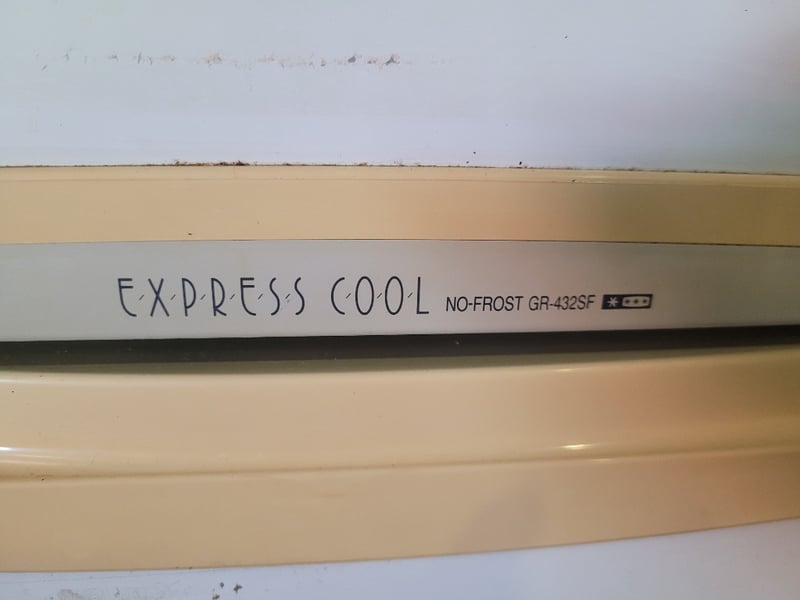 EXPRESS COOL NO-FROST GR-432SF